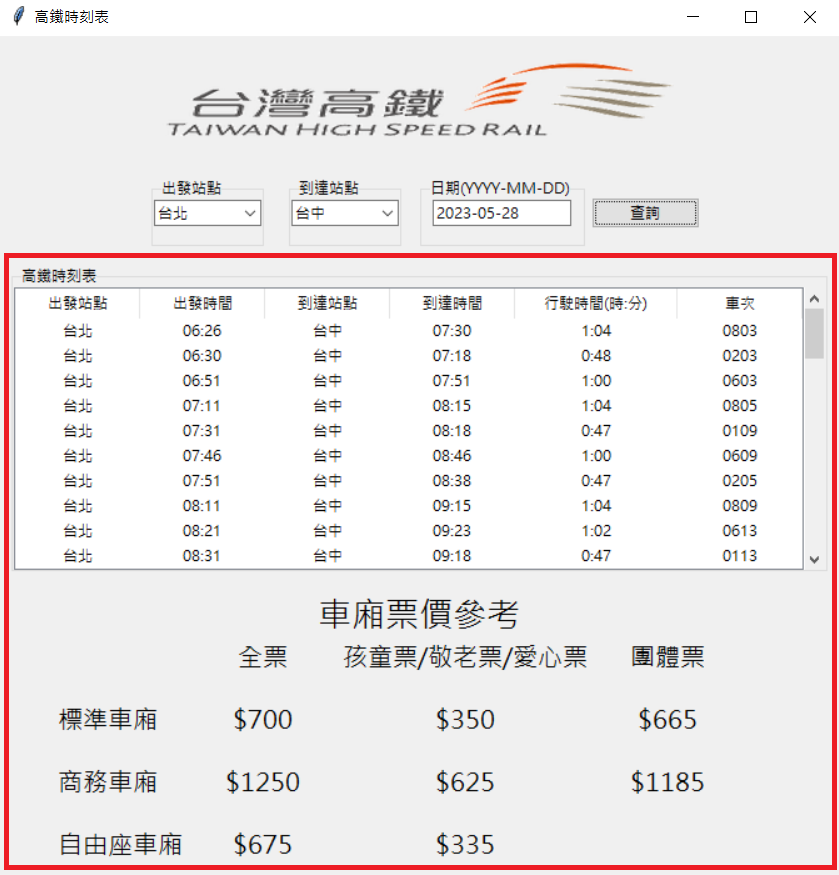 高鐵時刻表
台灣高鐵
TAIWAN HIGH SPEED RAIL
出發站點 到達站點 日期(YYYY-MM-DD)
台北 台中 2023-05-28 查詢
高鐵時刻表
出發站點 出發時間 到達站點 到達時間 行駛時間(時:分) 車次
台北 06:26 台中 07:30 1:04 0803
台北 06:30 台中 07:18 0:48 0203
台北 06:51 台中 07:51 1:00 0603
台北 07:11 台中 08:15 1:04 0805
台北 07:31 台中 08:18 0:47 0109
台北 07:46 台中 08:46 1:00 0609
台北 07:51 台中 08:38 0:47 0205
台北 08:11 台中 09:15 1:04 0809
台北 08:21 台中 09:23 1:02 0613
台北 08:31 台中 09:18 0:47 0113
車廂票價參考
全票 孩童票/敬老票/愛心票 團體票
標準車廂 $700 $350 $665
商務車廂 $1250 $625 $1185
自由座車廂 $675 $335